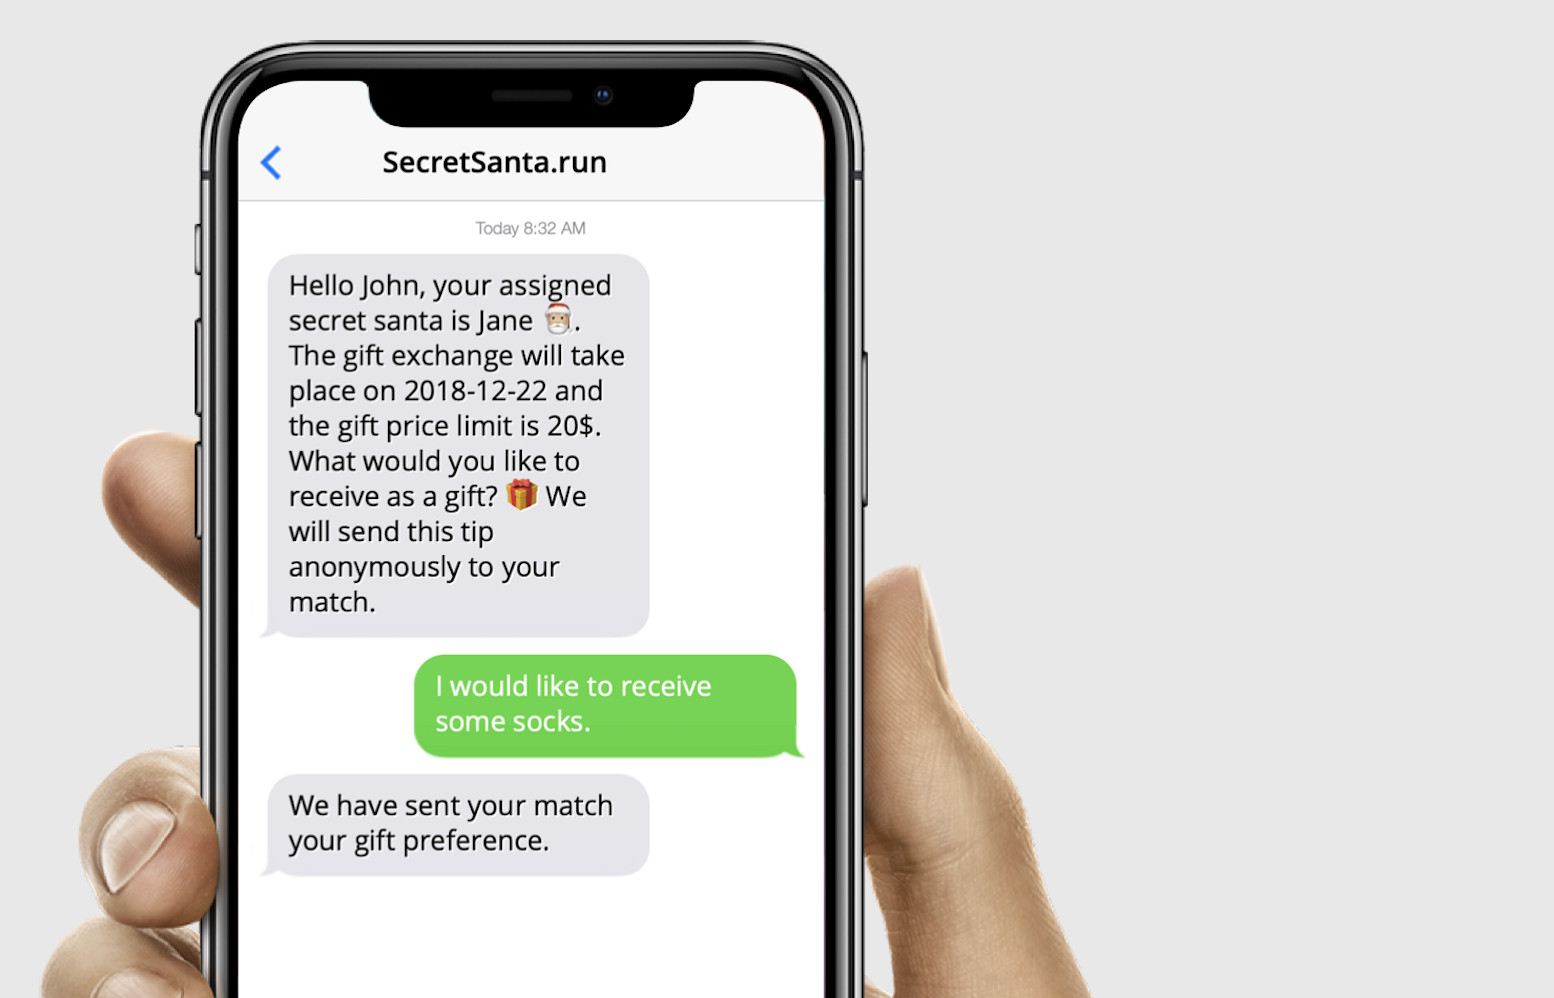 SecretSanta.run
Today 8:32 AM
Hello John, your assigned
secret santa is Jane 🎅.
The gift exchange will take
place on 2018-12-22 and
the gift price limit is 20$.
What would you like to
receive as a gift? 🎁 We
will send this tip
anonymously to your
match.
I would like to receive
some socks.
We have sent your match
your gift preference.